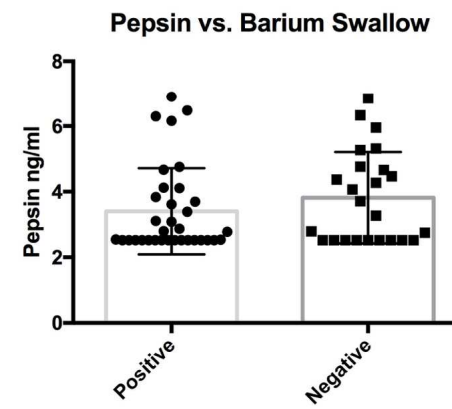 Pepsin vs. Barium Swallow
Pepsin ng/ml
8
6
4
2
0
Positive
Negative